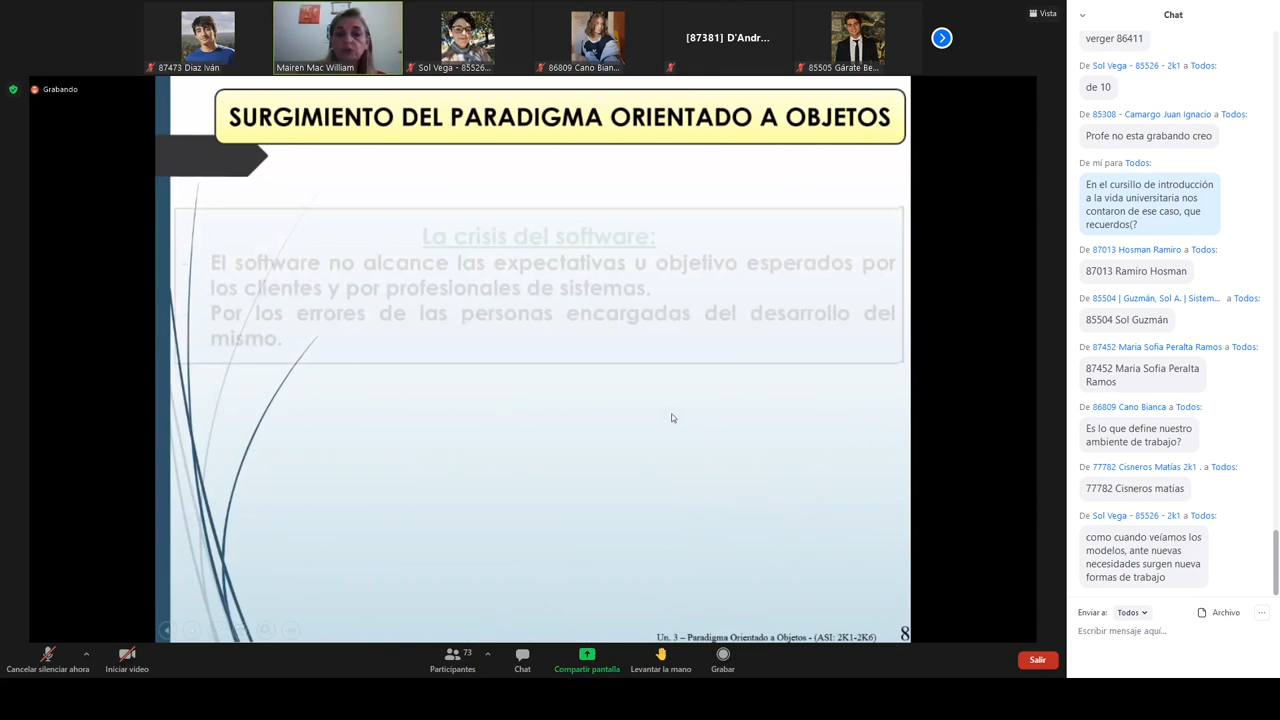 Vista
87473 Diaz Iván
Mairen Mac William
Sol Vega - 85526...
86809 Cano Bian...
[87381] D'Andr...
85505 Gárate Be...
Grabando
SURGIMIENTO DEL PARADIGMA ORIENTADO A OBJETOS
La crisis del software:
El software no alcance las expectativas u objetivo esperados por
los clientes y por profesionales de sistemas.
Por los errores de las personas encargadas del desarrollo del
mismo.
Un. 3 – Paradigma Orientado a Objetos - (ASI: 2K1-2K6)
8
Cancelar silenciar ahora
Iniciar video
Participantes
73
Chat
Compartir pantalla
Levantar la mano
Grabar
Salir
Chat
verger 86411
De Sol Vega - 85526 - 2k1 a Todos:
de 10
De 85308 - Camargo Juan Ignacio a Todos:
Profe no esta grabando creo
De mí para Todos:
En el cursillo de introducción
a la vida universitaria nos
contaron de ese caso, que
recuerdos(?
De 87013 Hosman Ramiro a Todos:
87013 Ramiro Hosman
De 85504 | Guzmán, Sol A. | Sistem... a Todos:
85504 Sol Guzmán
De 87452 Maria Sofia Peralta Ramos a Todos:
87452 Maria Sofia Peralta
Ramos
De 86809 Cano Bianca a Todos:
Es lo que define nuestro
ambiente de trabajo?
De 77782 Cisneros Matías 2k1 . a Todos:
77782 Cisneros matias
De Sol Vega - 85526 - 2k1 a Todos:
como cuando veíamos los
modelos, ante nuevas
necesidades surgen nueva
formas de trabajo
Enviar a: Todos
Archivo
Escribir mensaje aquí...